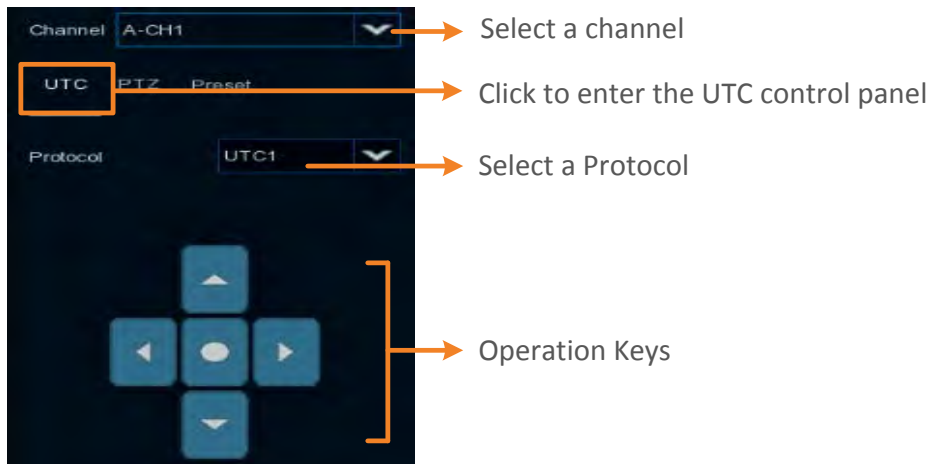 Channel A-CH1 Select a channel
UTC PTZ Preset Click to enter the UTC control panel
Protocol UTC1 Select a Protocol
Operation Keys